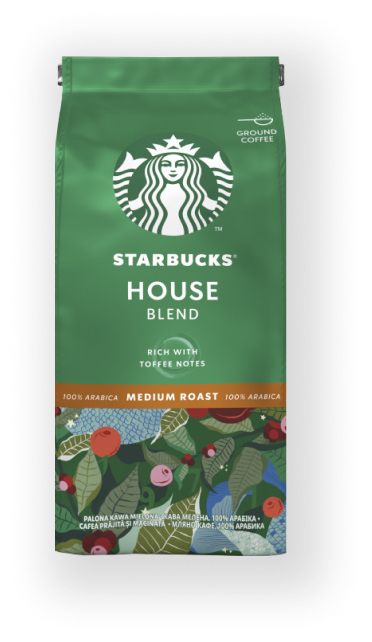 GROUND
COFFEE
TM
STARBUCKS®
HOUSE
BLEND
RICH WITH
TOFFEE NOTES
100% ARABICA MEDIUM ROAST 100% ARABICA
PALONA KAWA MIELONA, КАВА МЕЛЕНА, 100% АРАБІКА •
CAFEA PRĂJITĂ ȘI MĂCINATĂ • МЛЯНО КАФЕ, 100% АРАБИКА